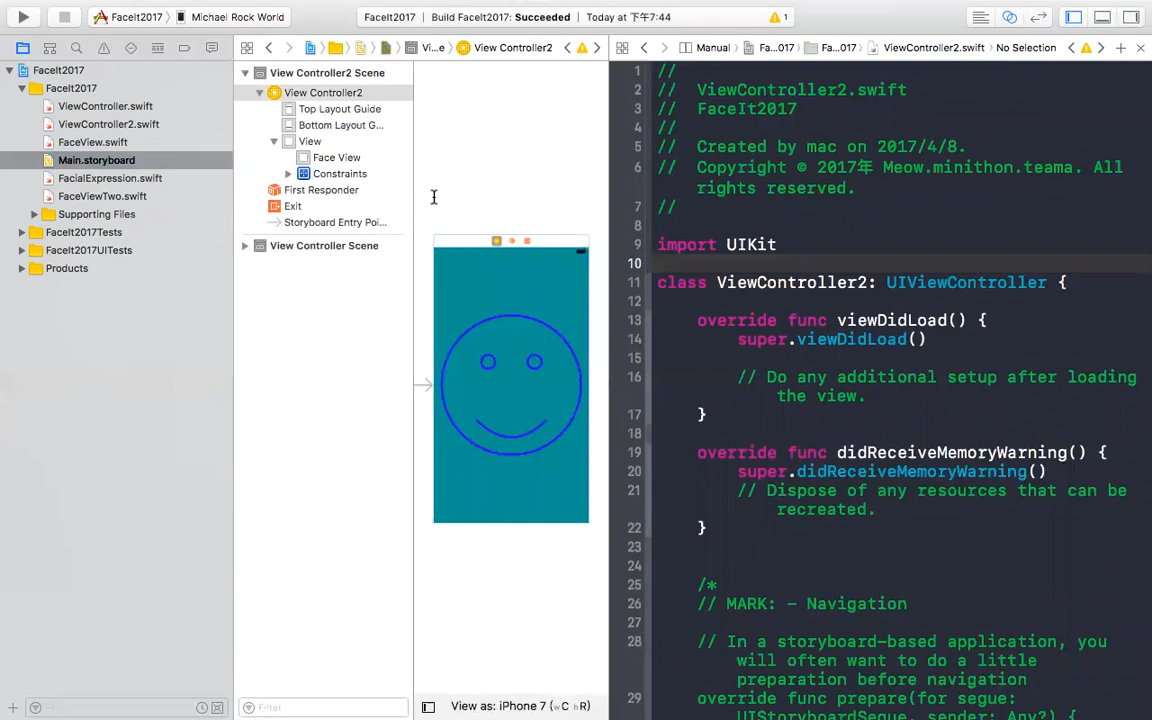 FaceIt2017
Michael Rock World
FaceIt2017
Build FaceIt2017: Succeeded
Today at 下午7:44
1
Vi...e
View Controller2
Manual
Fa...017
Fa...017
ViewController2.swift
No Selection
FaceIt2017
FaceIt2017
ViewController.swift
ViewController2.swift
FaceView.swift
Main.storyboard
FacialExpression.swift
FaceViewTwo.swift
Supporting Files
FaceIt2017Tests
FaceIt2017UITests
Products
View Controller2 Scene
View Controller2
Top Layout Guide
Bottom Layout G...
View
Face View
Constraints
First Responder
Exit
Storyboard Entry Poi...
View Controller Scene
Filter
Filter
View as: iPhone 7 (wC hR)
1 //
2 // ViewController2.swift
3 // FaceIt2017
4 //
5 // Created by mac on 2017/4/8.
6 // Copyright © 2017年 Meow.minithon.teama. All
rights reserved.
7 //
8
9 import UIKit
10
11 class ViewController2: UIViewController {
12
13 override func viewDidLoad() {
14 super.viewDidLoad()
15
16 // Do any additional setup after loading
the view.
17 }
18
19 override func didReceiveMemoryWarning() {
20 super.didReceiveMemoryWarning()
21 // Dispose of any resources that can be
recreated.
22 }
23
24
25 /*
26 // MARK: - Navigation
27
28 // In a storyboard-based application, you
will often want to do a little
preparation before navigation
29 override func prepare(for segue:
UIStoryboardSegue, sender: Any?) {